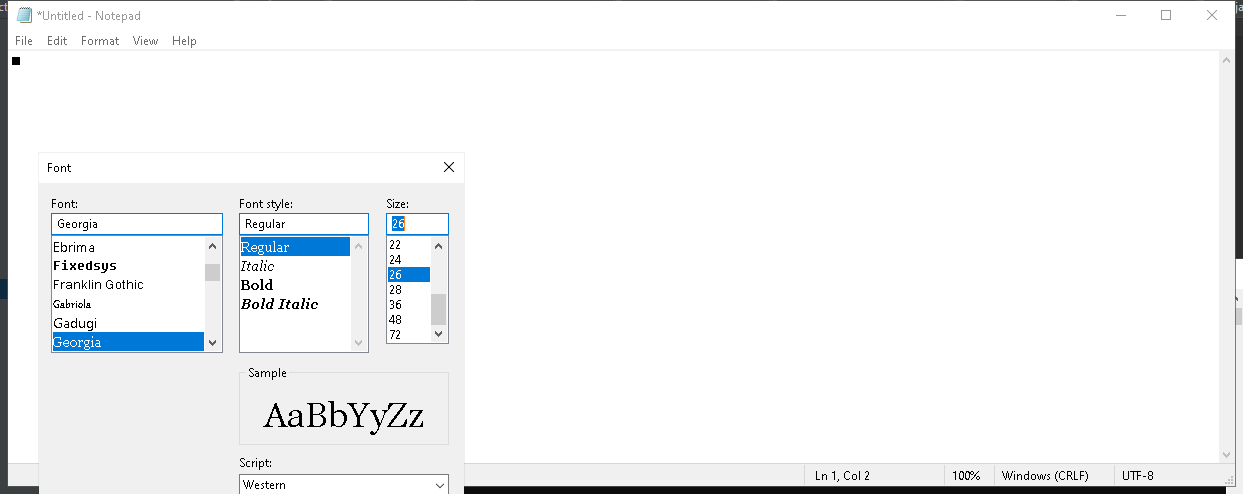 *Untitled - Notepad
File Edit Format View Help
■
Font
Font: Font style: Size:
Georgia Regular 26
Ebrima
Fixedsys
Franklin Gothic
Gabriola
Gadugi
Georgia
Regular
Italic
Bold
Bold Italic
22
24
26
28
36
48
72
Sample
AaBbYyZz
Script:
Western
Ln 1, Col 2 100% Windows (CRLF) UTF-8